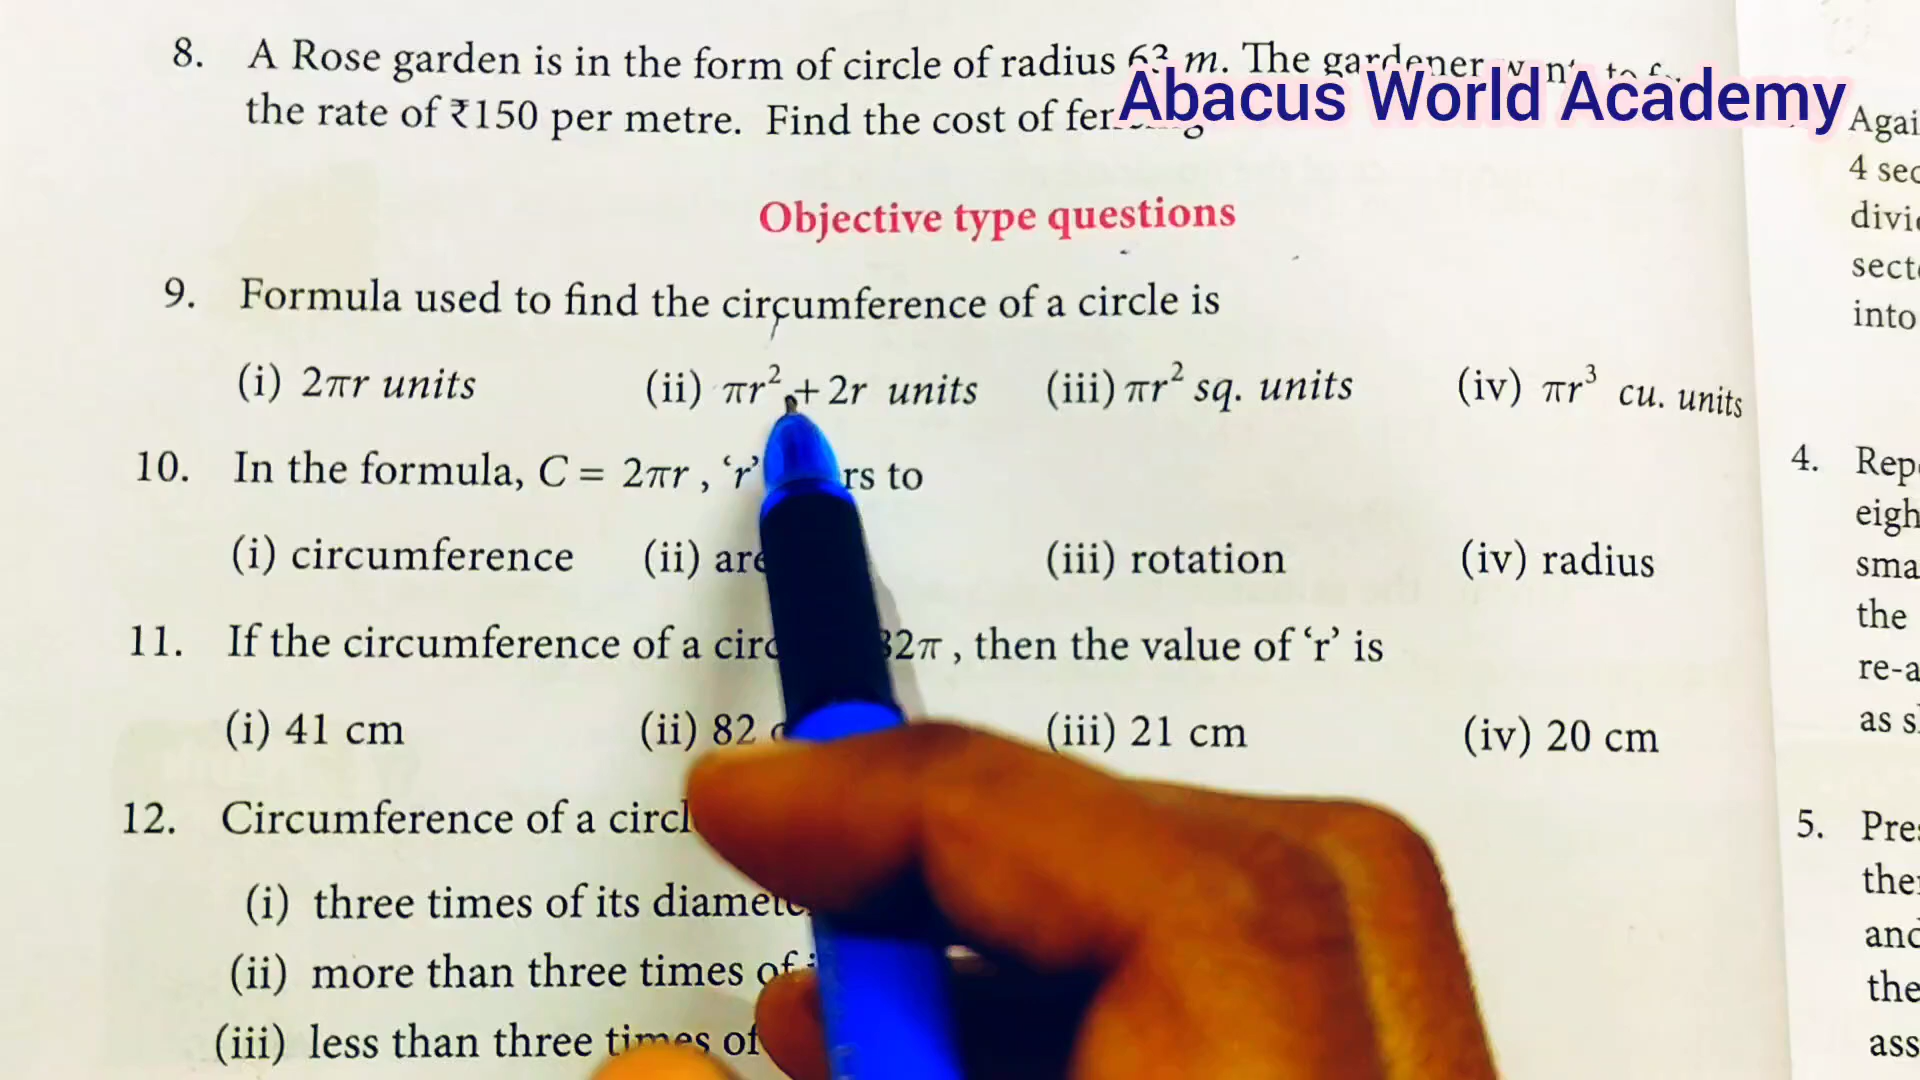 8. A Rose garden is in the form of circle of radius 63 m. The gardener
Abacus World Academy
the rate of ₹150 per metre. Find the cost of
Objective type questions
9. Formula used to find the circumference of a circle is
(i) 2πr units (ii) πr² + 2r units (iii) πr² sq. units (iv) πr³ cu. units
10. In the formula, C = 2πr , ‘r’ rs to
(i) circumference (ii) are (iii) rotation (iv) radius
11. If the circumference of a circ 82π , then the value of ‘r’ is
(i) 41 cm (ii) 82 (iii) 21 cm (iv) 20 cm
12. Circumference of a circl
(i) three times of its diamet
(ii) more than three times of
(iii) less than three times of
Agai
4 sec
divi
sect
into
4. Rep
eigh
sma
the
re-a
as s
5. Pre
the
and
the
ass